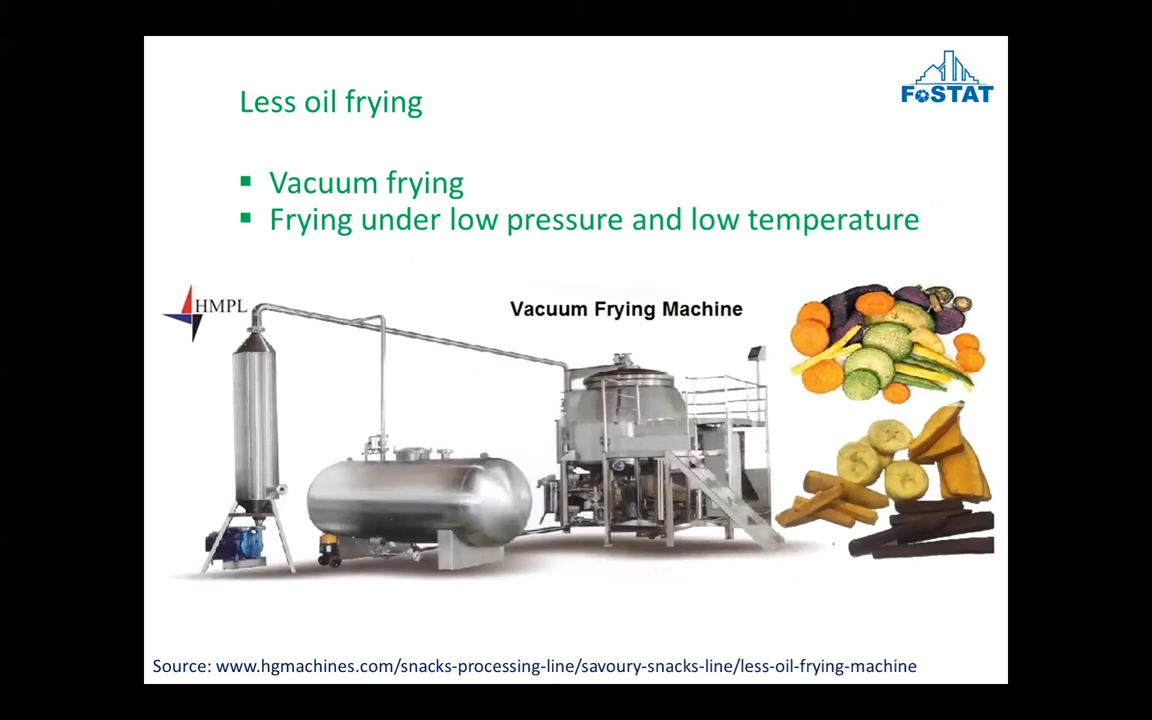 FoSTAT
Less oil frying
▪ Vacuum frying
▪ Frying under low pressure and low temperature
HMPL
Vacuum Frying Machine
Source: www.hgmachines.com/snacks-processing-line/savoury-snacks-line/less-oil-frying-machine